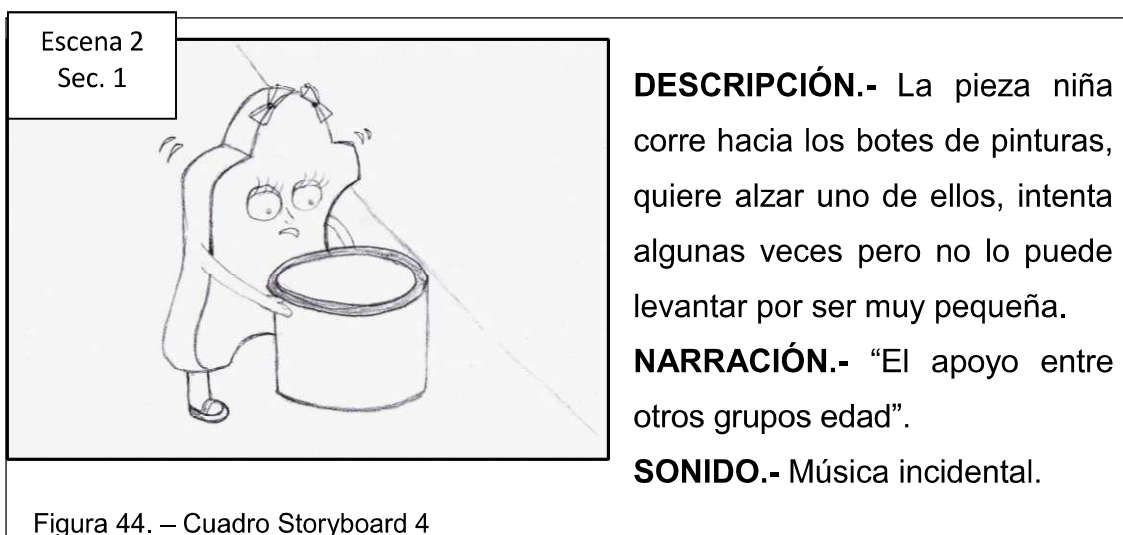 Escena 2
Sec. 1
DESCRIPCIÓN.- La pieza niña
corre hacia los botes de pinturas,
quiere alzar uno de ellos, intenta
algunas veces pero no lo puede
levantar por ser muy pequeña.
NARRACIÓN.- “El apoyo entre
otros grupos edad”.
SONIDO.- Música incidental.
Figura 44. – Cuadro Storyboard 4